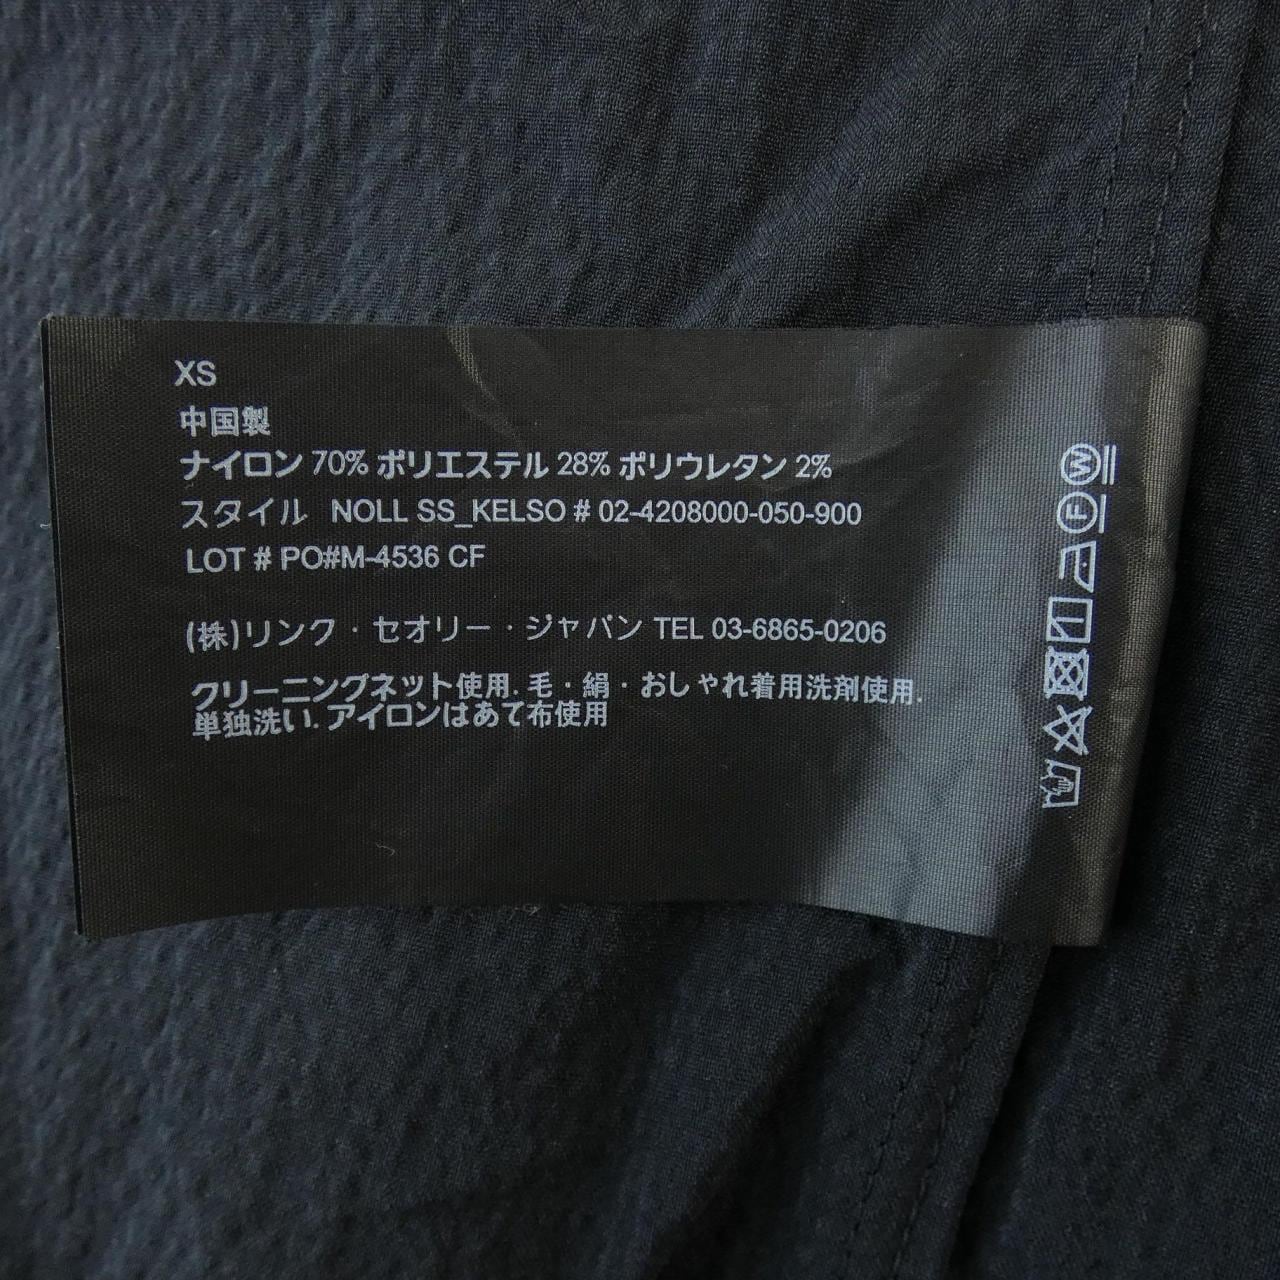 XS
中国製
ナイロン 70% ポリエステル 28% ポリウレタン 2%
スタイル NOLL SS_KELSO # 02-4208000-050-900
LOT # PO#M-4536 CF
(株)リンク・セオリー・ジャパン TEL 03-6865-0206
クリーニングネット使用. 毛・絹・おしゃれ着用洗剤使用.
単独洗い. アイロンはあて布使用
W
F